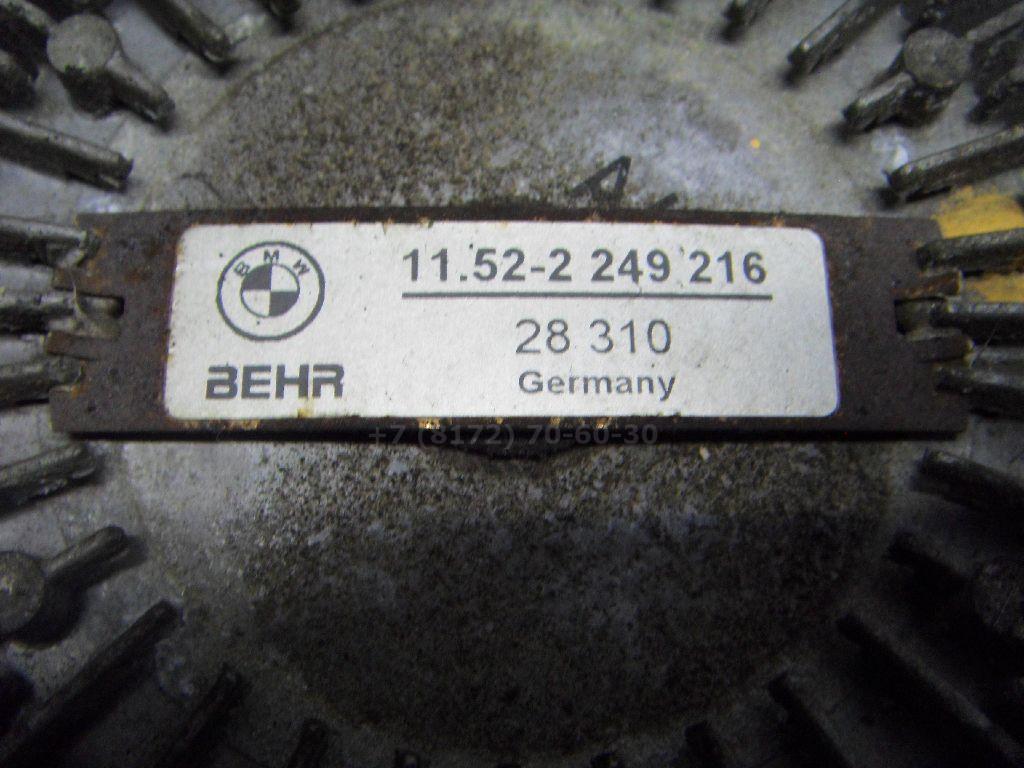 BMW
11.52-2 249 216
28 310
BEHR
Germany
+7 (8172) 70-60-30